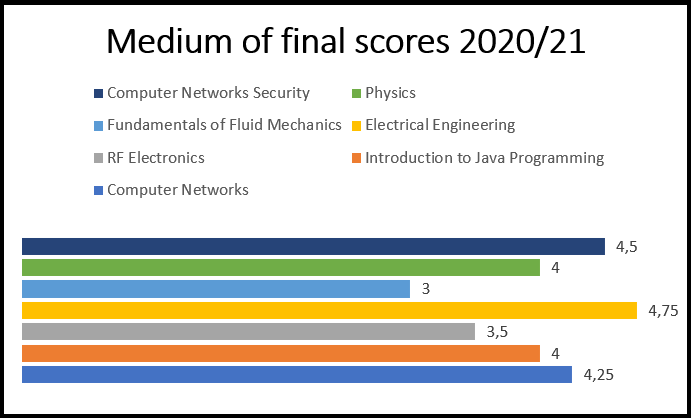 Medium of final scores 2020/21
Computer Networks Security
Physics
Fundamentals of Fluid Mechanics
Electrical Engineering
RF Electronics
Introduction to Java Programming
Computer Networks
4,5
4
3
4,75
3,5
4
4,25